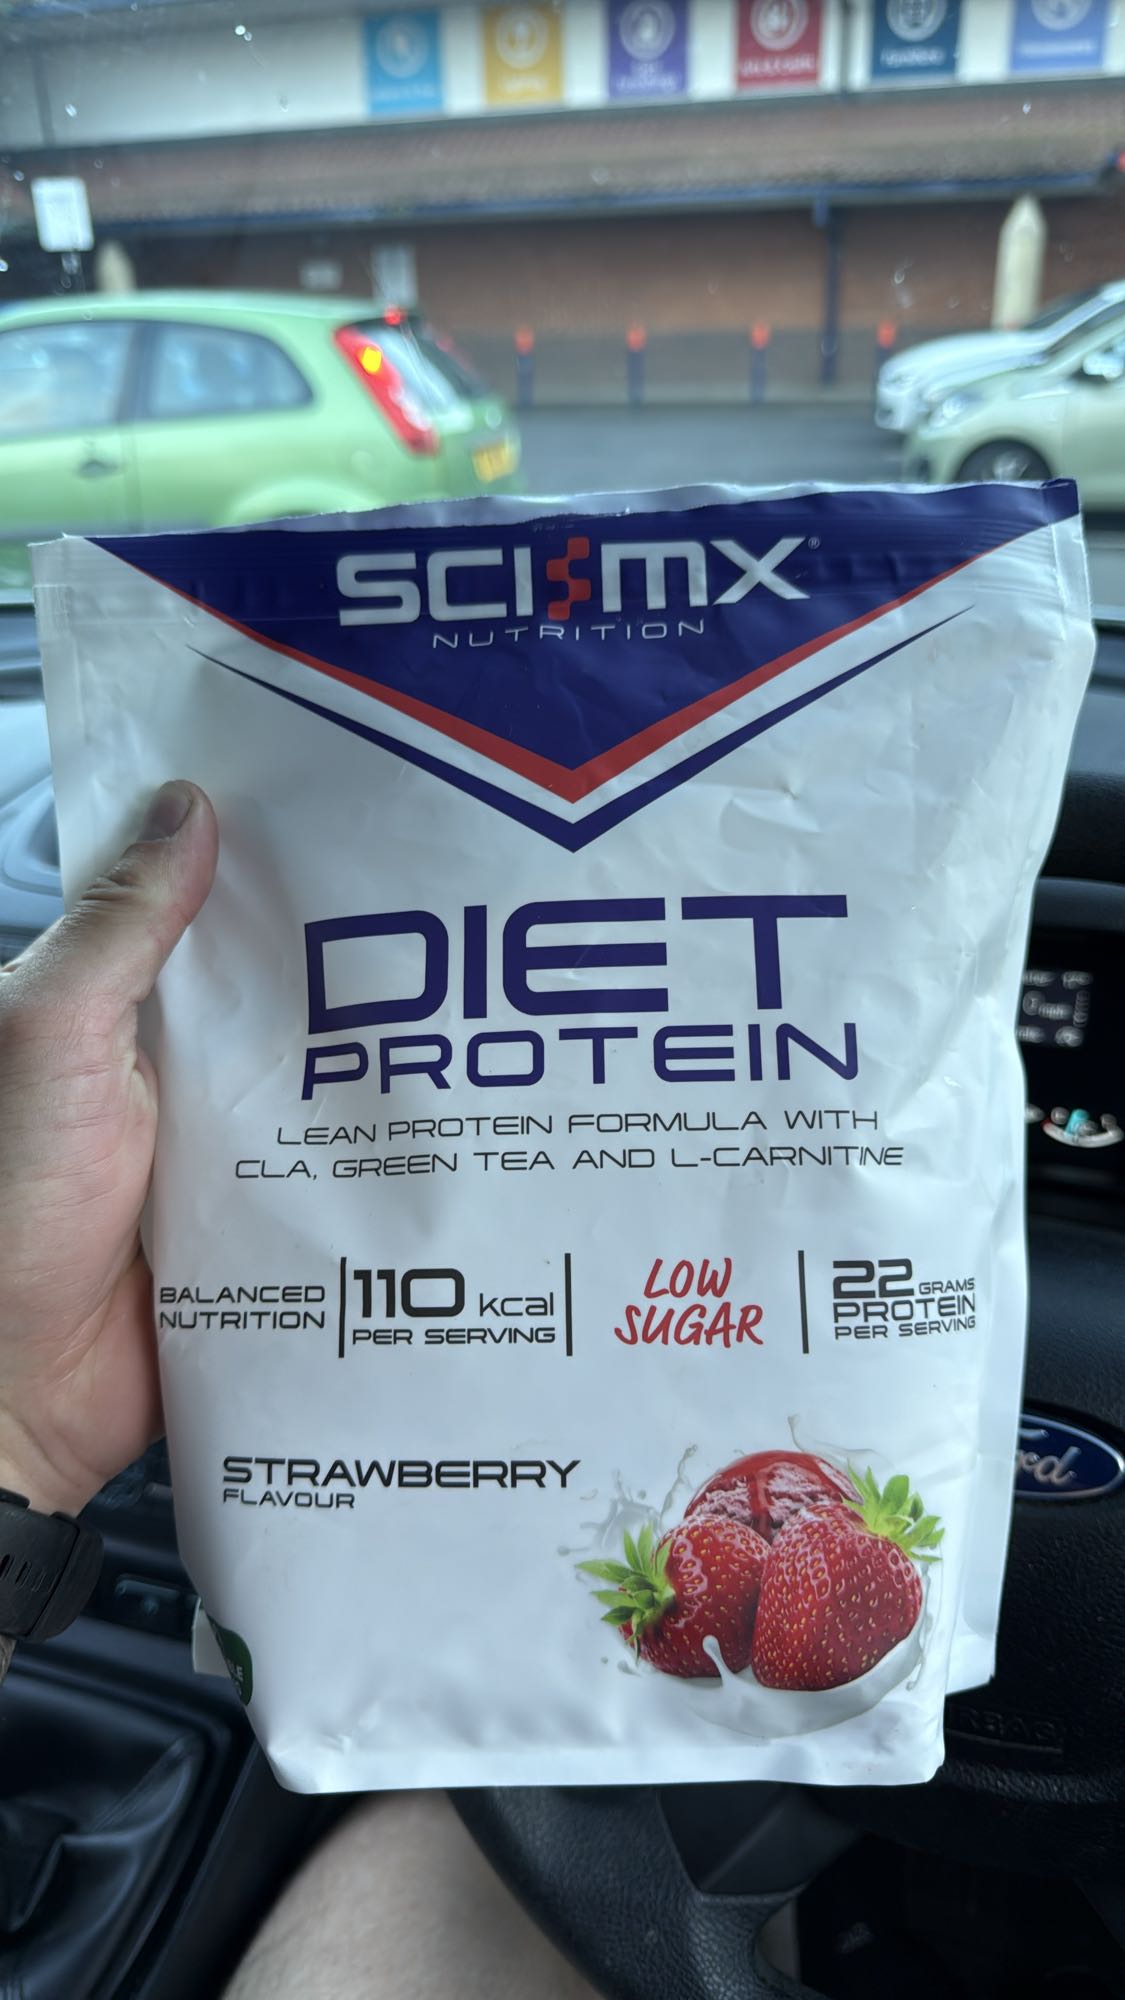 SCI MX®
NUTRITION
DIET
PROTEIN
LEAN PROTEIN FORMULA WITH
CLA, GREEN TEA AND L-CARNITINE
BALANCED
NUTRITION
110 kcal
PER SERVING
LOW
SUGAR
22 GRAMS
PROTEIN
PER SERVING
STRAWBERRY
FLAVOUR
Ford